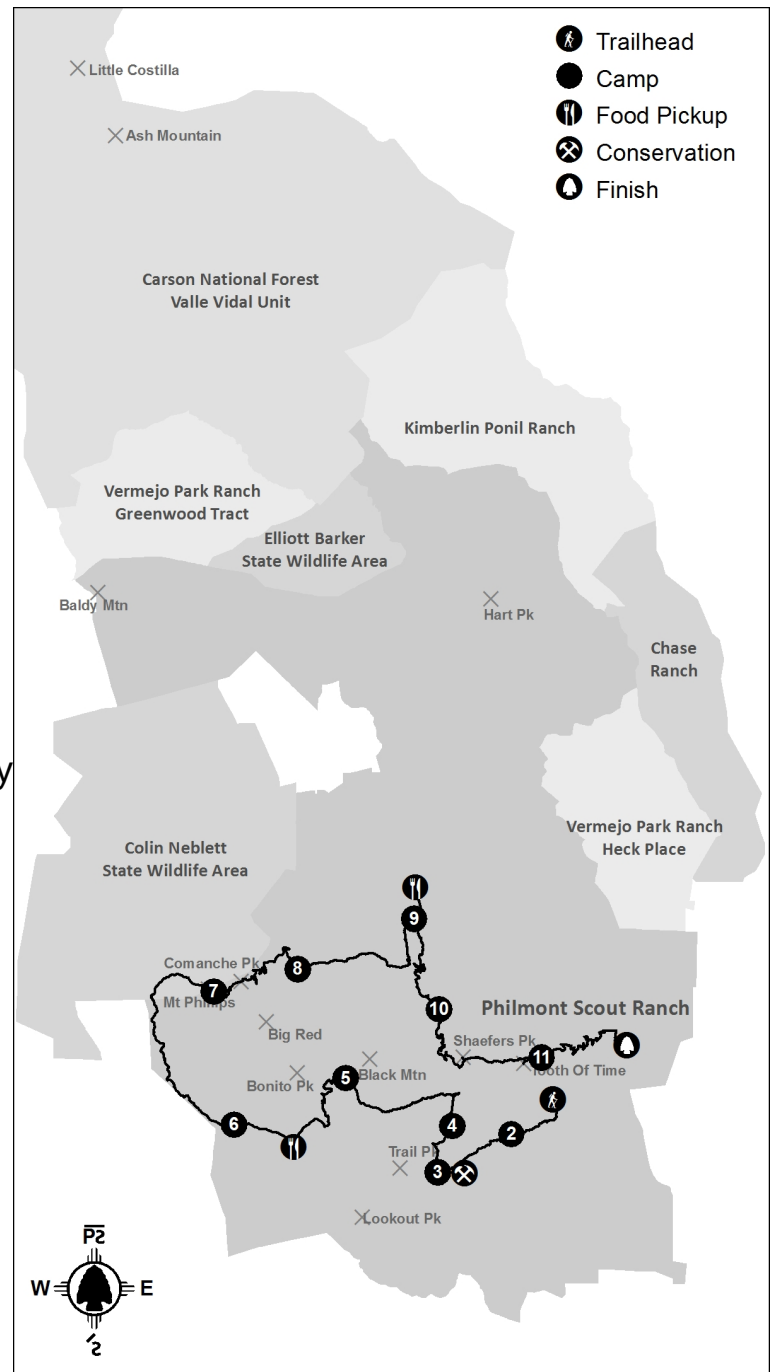 Trailhead
Camp
Food Pickup
Conservation
Finish
Little Costilla
Ash Mountain
Carson National Forest
Valle Vidal Unit
Kimberlin Ponil Ranch
Vermejo Park Ranch
Greenwood Tract
Elliott Barker
State Wildlife Area
Baldy Mtn
Hart Pk
Chase
Ranch
y
Colin Neblett
State Wildlife Area
Vermejo Park Ranch
Heck Place
9
Comanche Pk
8
7
Mt Phillips
10
Philmont Scout Ranch
Big Red
Shaefers Pk
11
Tooth Of Time
5
Black Mtn
Bonito Pk
6
4
2
Trail Pk
3
Lookout Pk
W
E